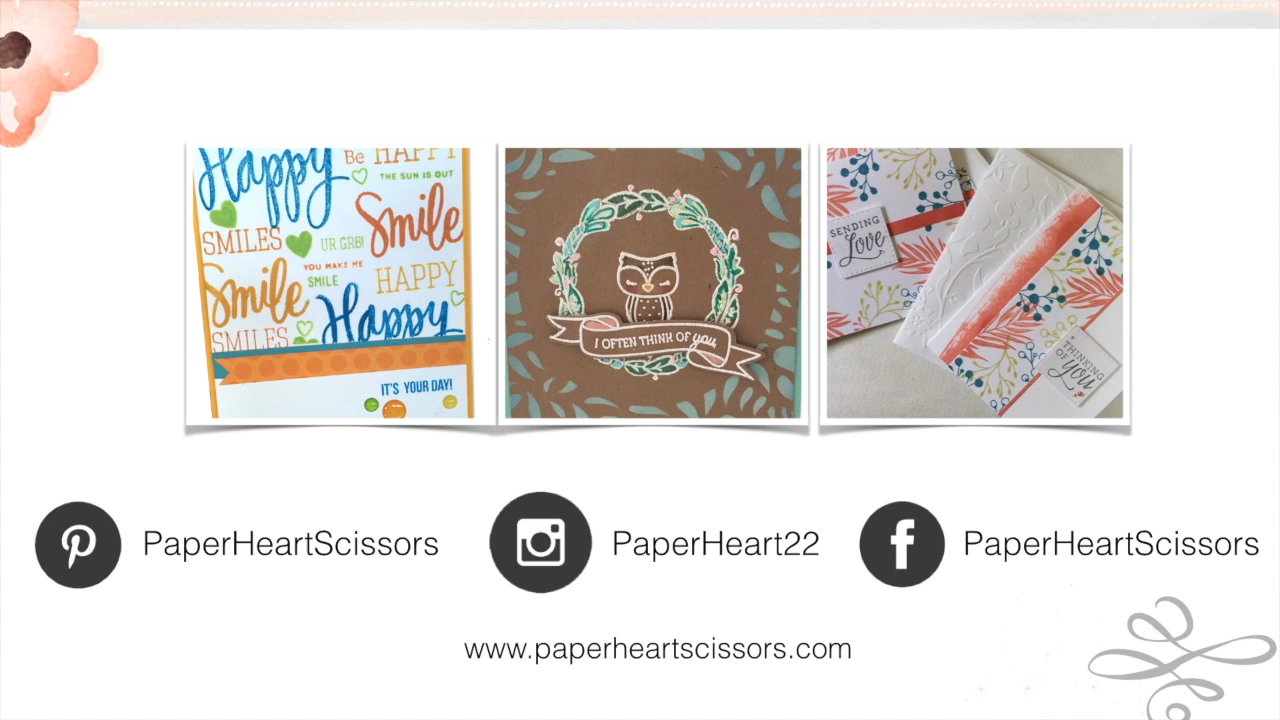 Happy
Be HAPPY
THE SUN IS OUT
Smile
SMILES
UR GR8!
YOU MAKE ME
SMILE
HAPPY
Smile
SMILES
Happy
IT'S YOUR DAY!
I OFTEN THINK OF you
SENDING
Love
THINKING
OF you
PaperHeartScissors
PaperHeart22
PaperHeartScissors
www.paperheartscissors.com